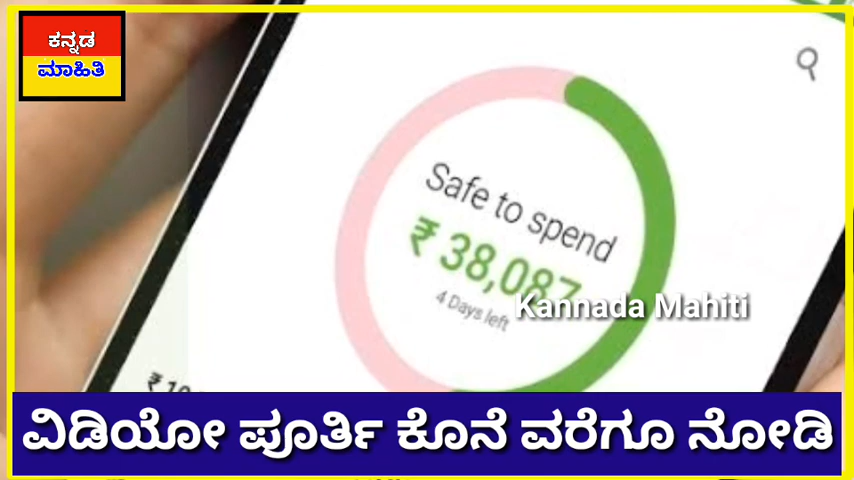 ಕನ್ನಡ
ಮಾಹಿತಿ
Safe to spend
₹ 38,087
4 Days left
Kannada Mahiti
ವಿಡಿಯೋ ಪೂರ್ತಿ ಕೊನೆ ವರೆಗೂ ನೋಡಿ